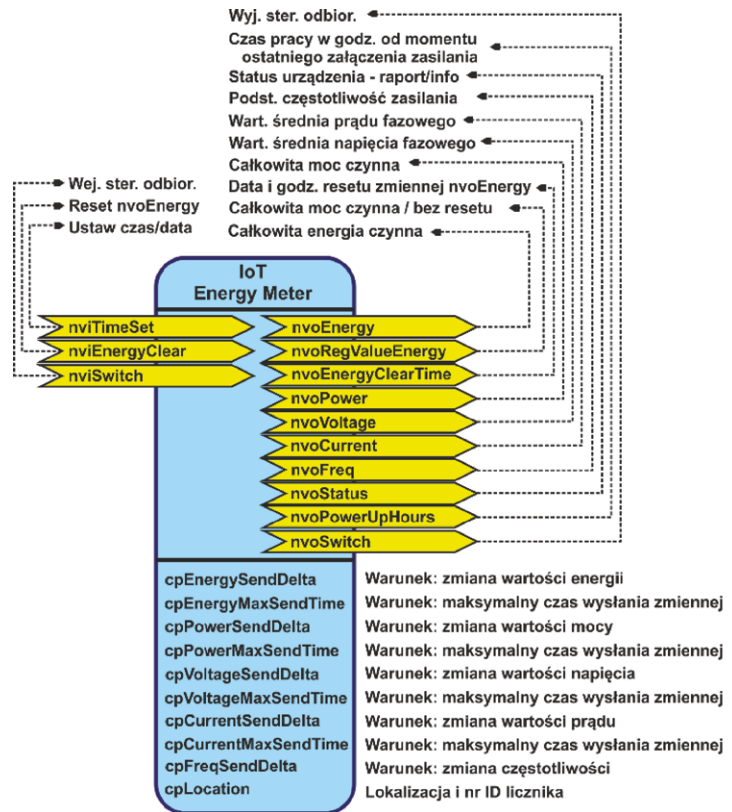 Wyj. ster. odbior.
Czas pracy w godz. od momentu
ostatniego załączenia zasilania
Status urządzenia - raport/info
Podst. częstotliwość zasilania
Wart. średnia prądu fazowego
Wart. średnia napięcia fazowego
Całkowita moc czynna
Wej. ster. odbior.
Data i godz. resetu zmiennej nvoEnergy
Reset nvoEnergy
Całkowita moc czynna / bez resetu
Ustaw czas/data
Całkowita energia czynna
IoT
Energy Meter
nviTimeSet
nvoEnergy
nviEnergyClear
nvoRegValueEnergy
nviSwitch
nvoEnergyClearTime
nvoPower
nvoVoltage
nvoCurrent
nvoFreq
nvoStatus
nvoPowerUpHours
nvoSwitch
cpEnergySendDelta
Warunek: zmiana wartości energii
cpEnergyMaxSendTime
Warunek: maksymalny czas wysłania zmiennej
cpPowerSendDelta
Warunek: zmiana wartości mocy
cpPowerMaxSendTime
Warunek: maksymalny czas wysłania zmiennej
cpVoltageSendDelta
Warunek: zmiana wartości napięcia
cpVoltageMaxSendTime
Warunek: maksymalny czas wysłania zmiennej
cpCurrentSendDelta
Warunek: zmiana wartości prądu
cpCurrentMaxSendTime
Warunek: maksymalny czas wysłania zmiennej
cpFreqSendDelta
Warunek: zmiana częstotliwości
cpLocation
Lokalizacja i nr ID licznika